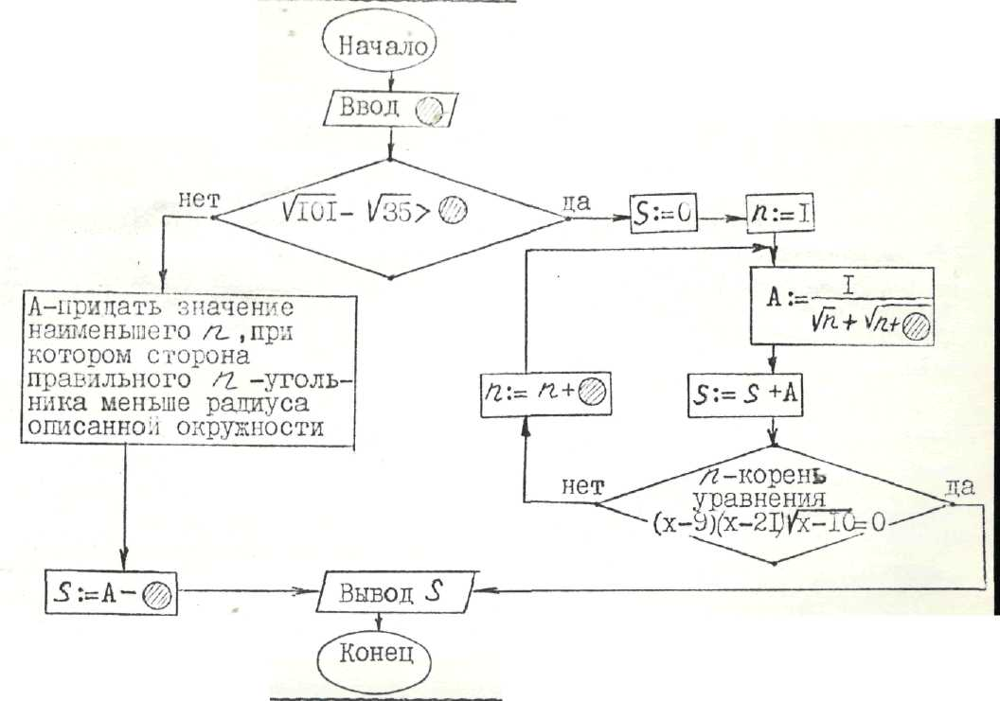 Начало
Ввод
√IOI- √35>
нет
да
S:=0
n:=I
A:= I
√n + √n+
А-придать значение
наименьшего n, при
котором сторона
правильного n -уголь-
ника меньше радиуса
описанной окружности
n:= n+
S:= S +A
n-корень
уравнения
(x-9)(x-2I)√x-IO=0
нет
да
S:=A-
Вывод S
Конец